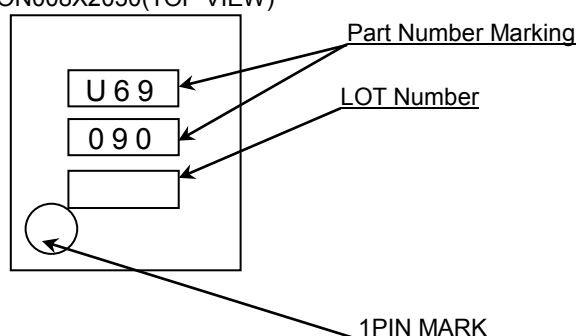 ON008X2030(TOP VIEW)
Part Number Marking
U69
090
LOT Number
1PIN MARK